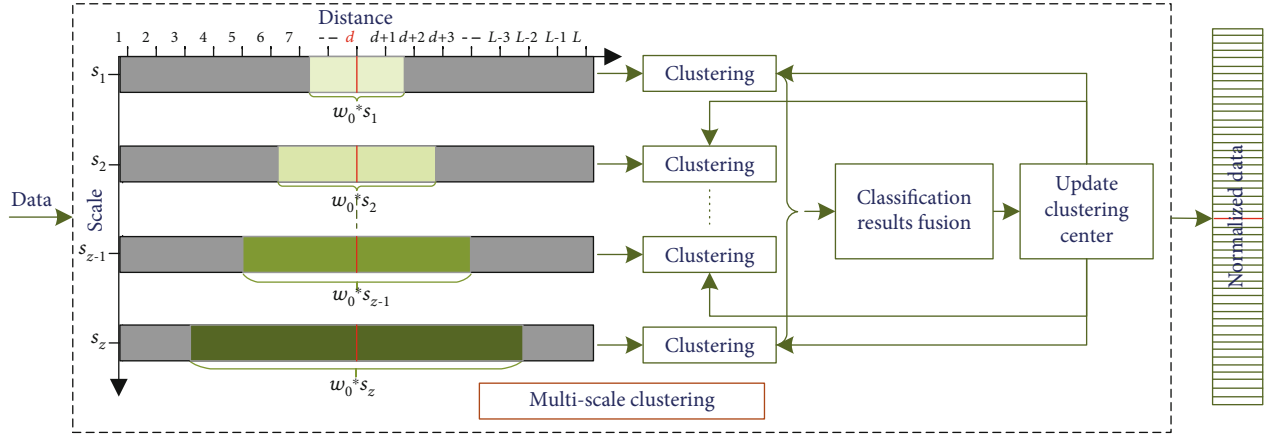 Distance
1 2 3 4 5 6 7 -- d d+1 d+2 d+3 -- L-3 L-2 L-1 L
s1
Clustering
w0*s1
s2
Clustering
w0*s2
Data
Scale
Classification
results fusion
Update
clustering
center
Normalized data
sz-1
Clustering
w0*sz-1
sz
Clustering
w0*sz
Multi-scale clustering